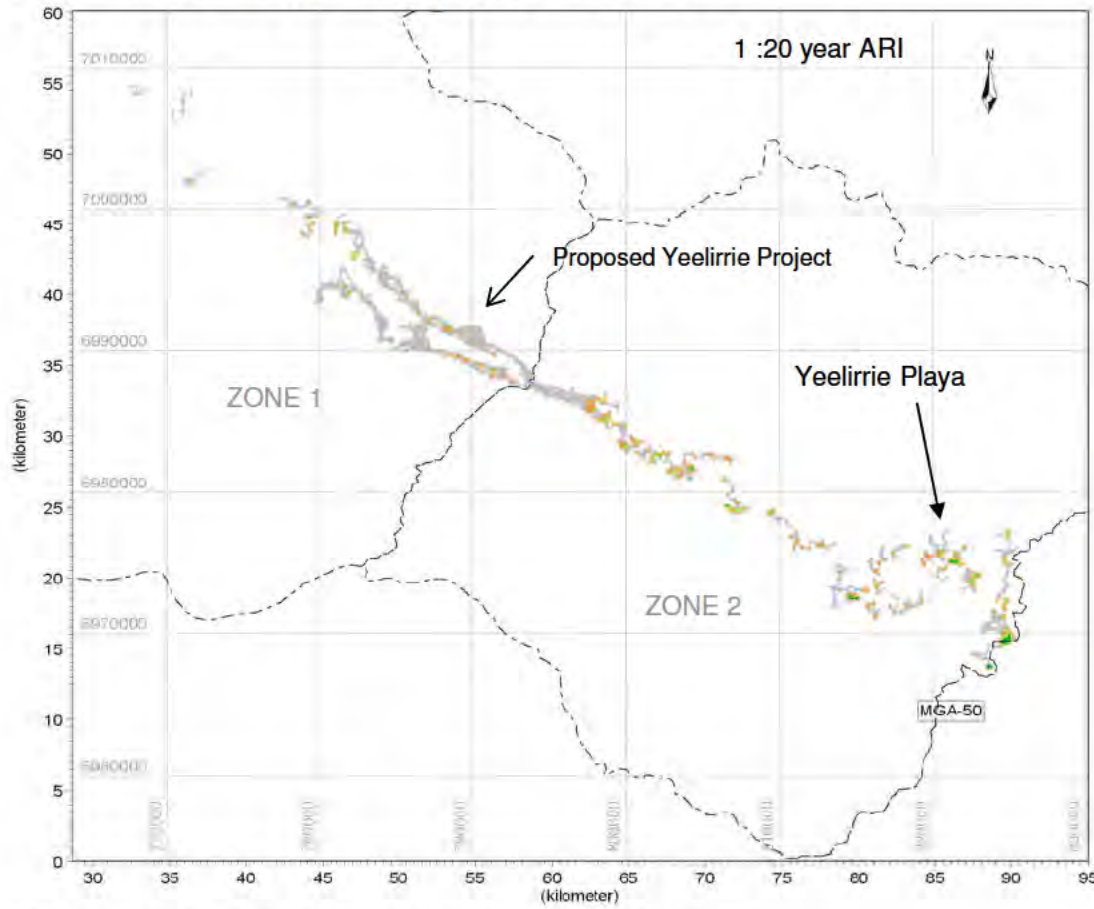 60
55
50
45
40
35
30
25
20
15
10
5
0
(kilometer)
1 :20 year ARI
N
7010000
7000000
Proposed Yeelirrie Project
6990000
ZONE 1
Yeelirrie Playa
6980000
ZONE 2
6970000
MGA-50
30 35 40 45 50 55 60 65 70 75 80 85 90 95
(kilometer)